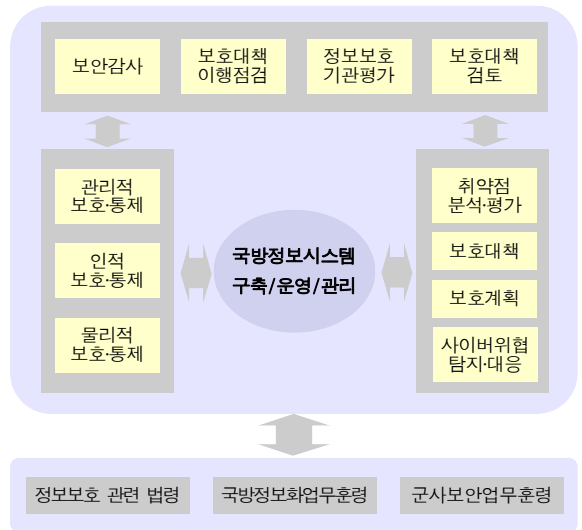 보안감사
보호대책
이행점검
정보보호
기관평가
보호대책
검토
관리적
보호·통제
인적
보호·통제
물리적
보호·통제
국방정보시스템
구축/운영/관리
취약점
분석·평가
보호대책
보호계획
사이버위협
탐지·대응
정보보호 관련 법령
국방정보화업무훈령
군사보안업무훈령